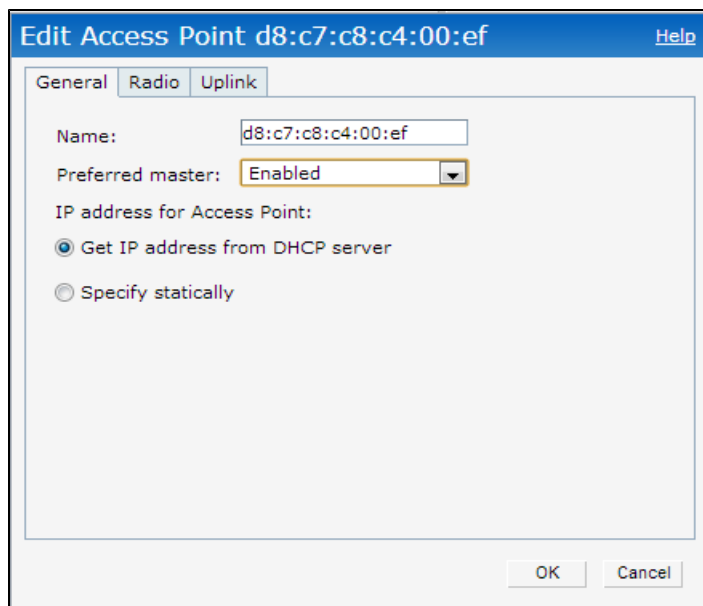 Edit Access Point d8:c7:c8:c4:00:ef Help
General Radio Uplink
Name: d8:c7:c8:c4:00:ef
Preferred master: Enabled
IP address for Access Point:
Get IP address from DHCP server
Specify statically
OK Cancel